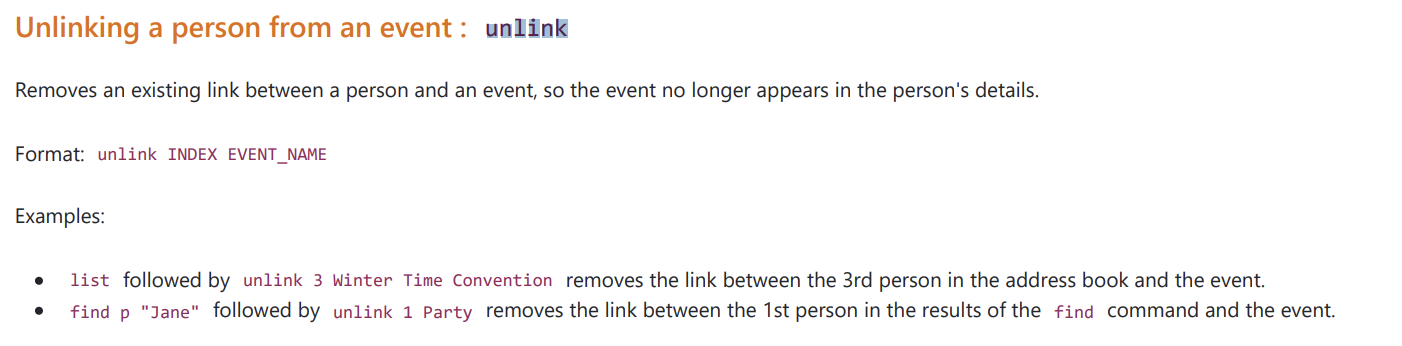 Unlinking a person from an event : unlink
Removes an existing link between a person and an event, so the event no longer appears in the person's details.
Format: unlink INDEX EVENT_NAME
Examples:
• list followed by unlink 3 Winter Time Convention removes the link between the 3rd person in the address book and the event.
• find p "Jane" followed by unlink 1 Party removes the link between the 1st person in the results of the find command and the event.